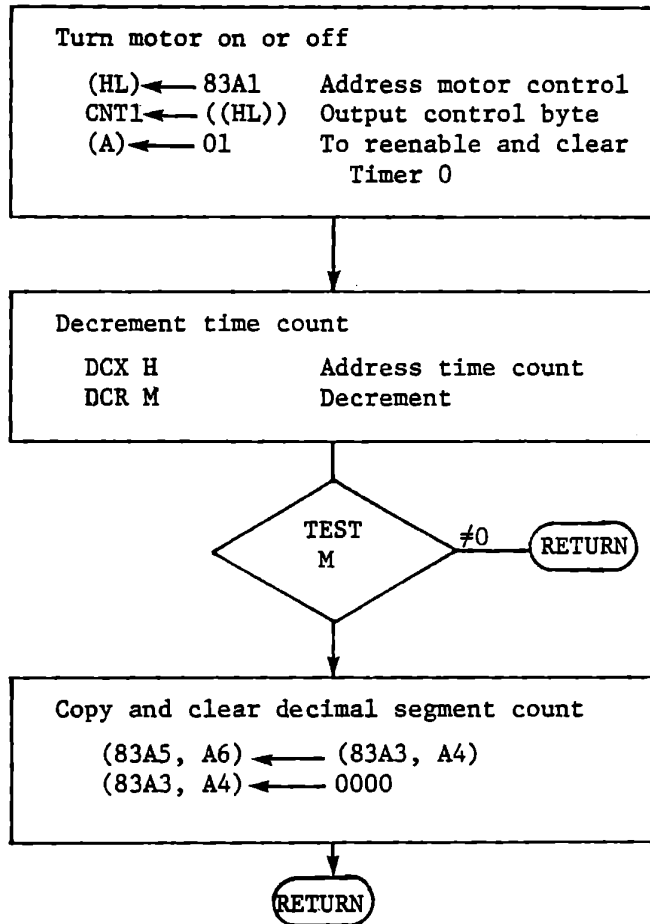 Turn motor on or off
(HL)← 83A1 Address motor control
CNT1← ((HL)) Output control byte
(A)← 01 To reenable and clear
Timer 0
Decrement time count
DCX H Address time count
DCR M Decrement
TEST
M
≠0
RETURN
Copy and clear decimal segment count
(83A5, A6)← (83A3, A4)
(83A3, A4)← 0000
RETURN